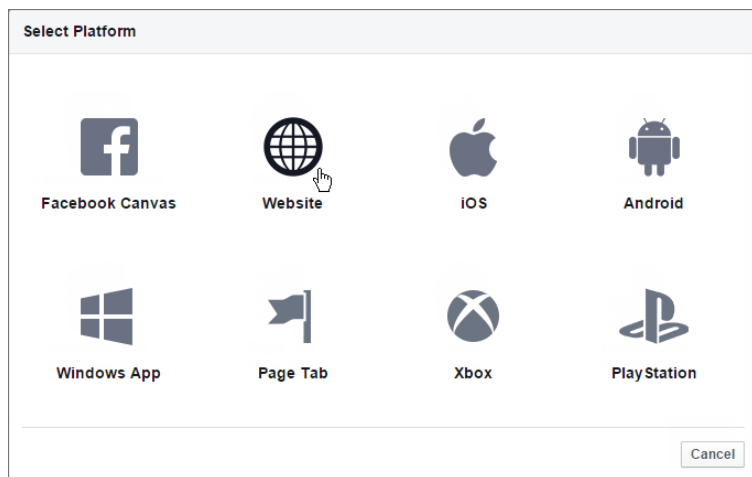 Select Platform
Facebook Canvas
Website
iOS
Android
Windows App
Page Tab
Xbox
PlayStation
Cancel